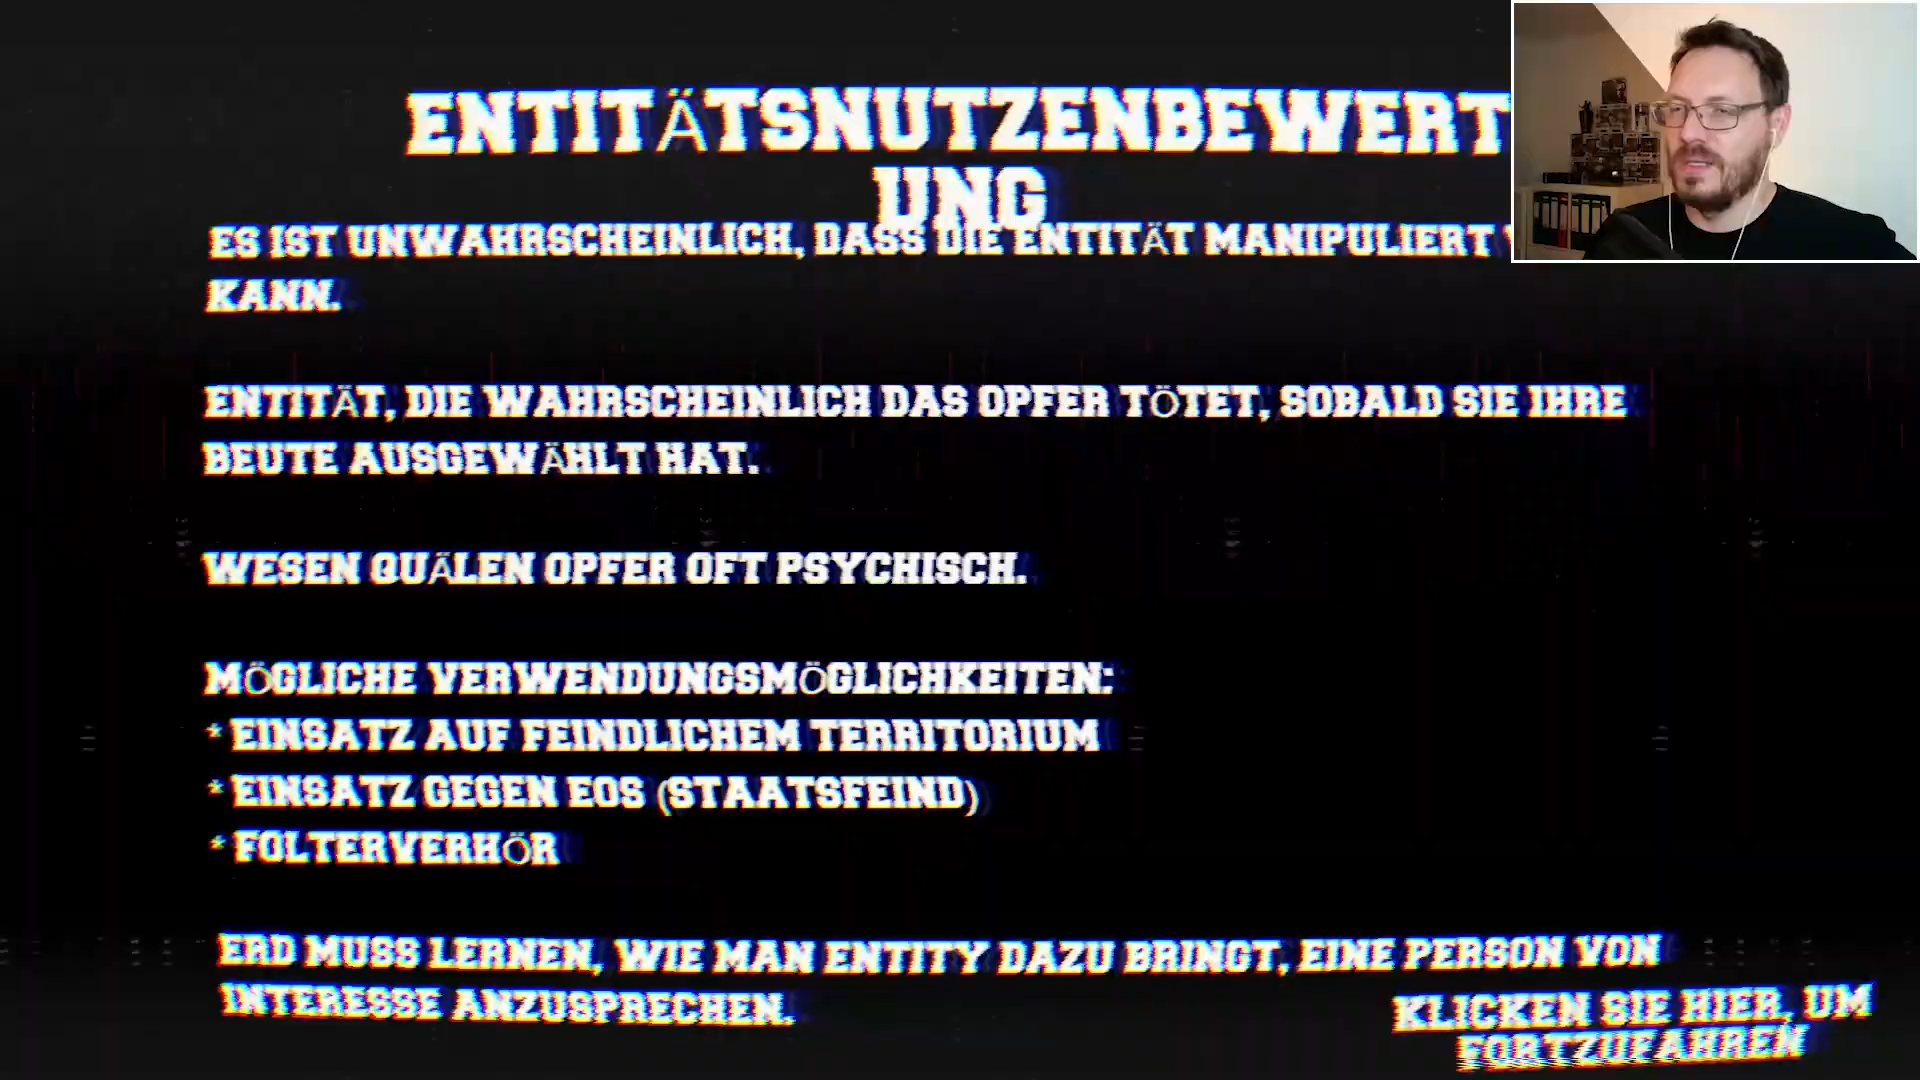 ENTITÄTSNUTZENBEWERT
UNG
ES IST UNWAHRSCHEINLICH, DASS DIE ENTITÄT MANIPULIERT
KANN.
ENTITÄT, DIE WAHRSCHEINLICH DAS OPFER TÖTET, SOBALD SIE IHRE
BEUTE AUSGEWÄHLT HAT.
WESEN QUÄLEN OPFER OFT PSYCHISCH.
MÖGLICHE VERWENDUNGSMÖGLICHKEITEN:
* EINSATZ AUF FEINDLICHEM TERRITORIUM
* EINSATZ GEGEN EOS (STAATSFEIND)
* FOLTERVERHÖR
ERD MUSS LERNEN, WIE MAN ENTITY DAZU BRINGT, EINE PERSON VON
INTERESSE ANZUSPRECHEN.
KLICKEN SIE HIER, UM
FORTZUFAHREN